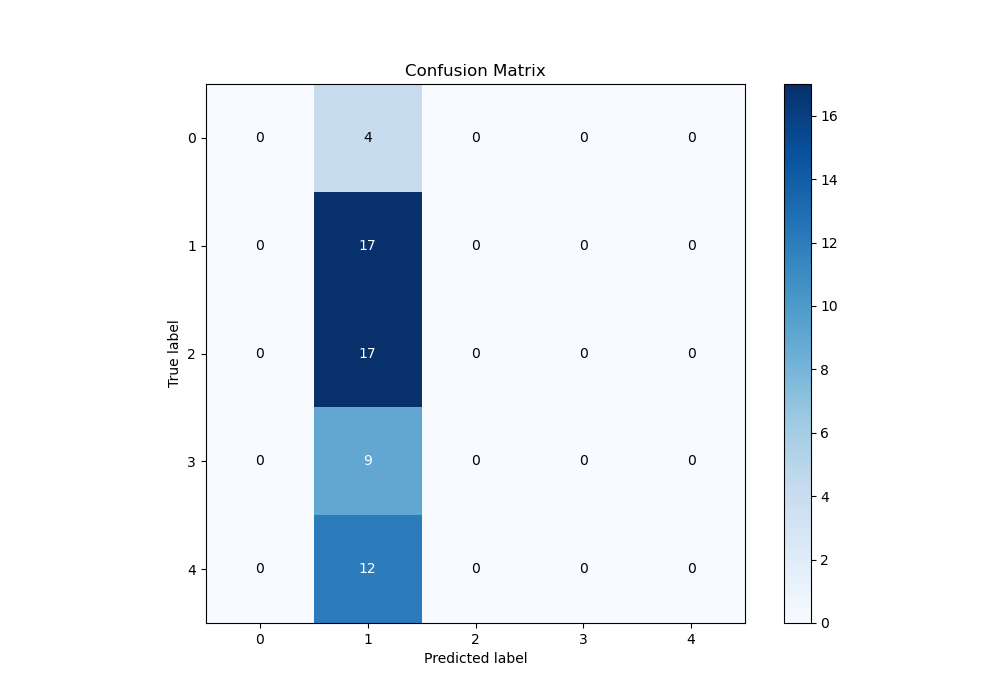 Confusion Matrix
0 0 4 0 0 0
1 0 17 0 0 0
2 0 17 0 0 0
3 0 9 0 0 0
4 0 12 0 0 0
0 1 2 3 4
Predicted label
True label
16
14
12
10
8
6
4
2
0